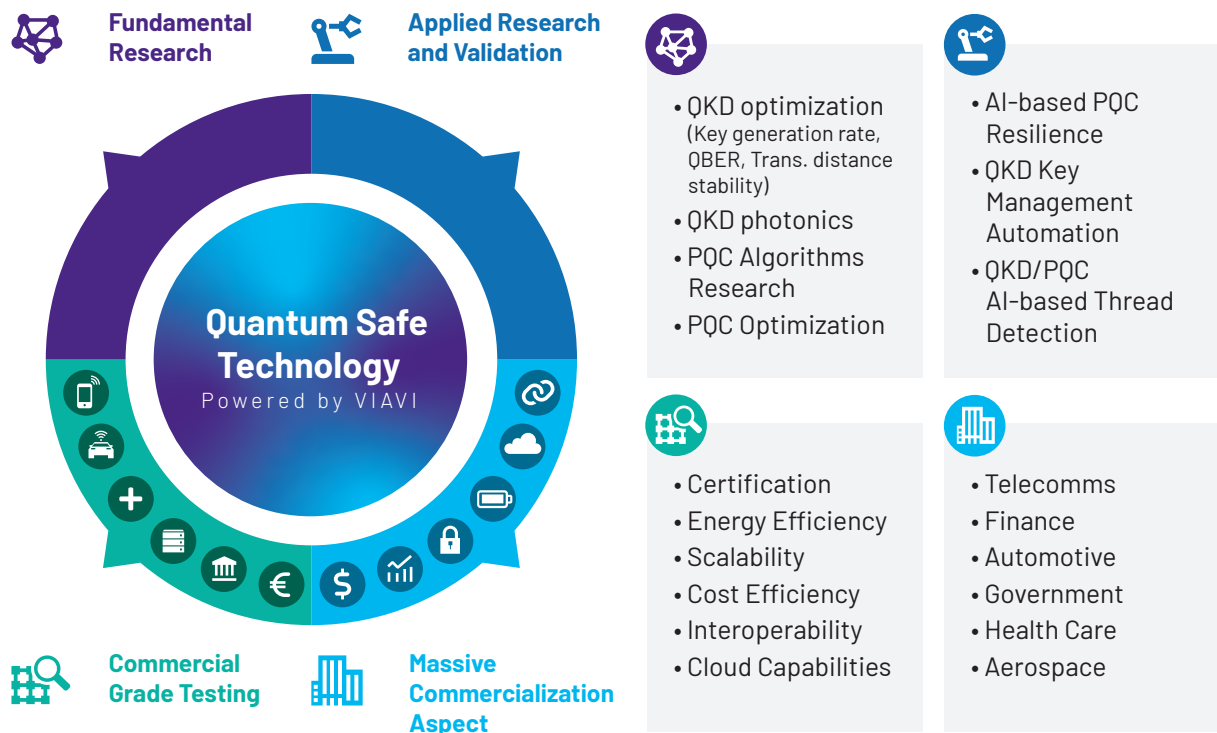 Fundamental
Research
Applied Research
and Validation
Quantum Safe
Technology
Powered by VIAVI
€
$
Commercial
Grade Testing
Massive
Commercialization
Aspect
• QKD optimization
(Key generation rate,
QBER, Trans. distance
stability)
• QKD photonics
• PQC Algorithms
Research
• PQC Optimization
• AI-based PQC
Resilience
• QKD Key
Management
Automation
• QKD/PQC
AI-based Thread
Detection
• Certification
• Energy Efficiency
• Scalability
• Cost Efficiency
• Interoperability
• Cloud Capabilities
• Telecomms
• Finance
• Automotive
• Government
• Health Care
• Aerospace